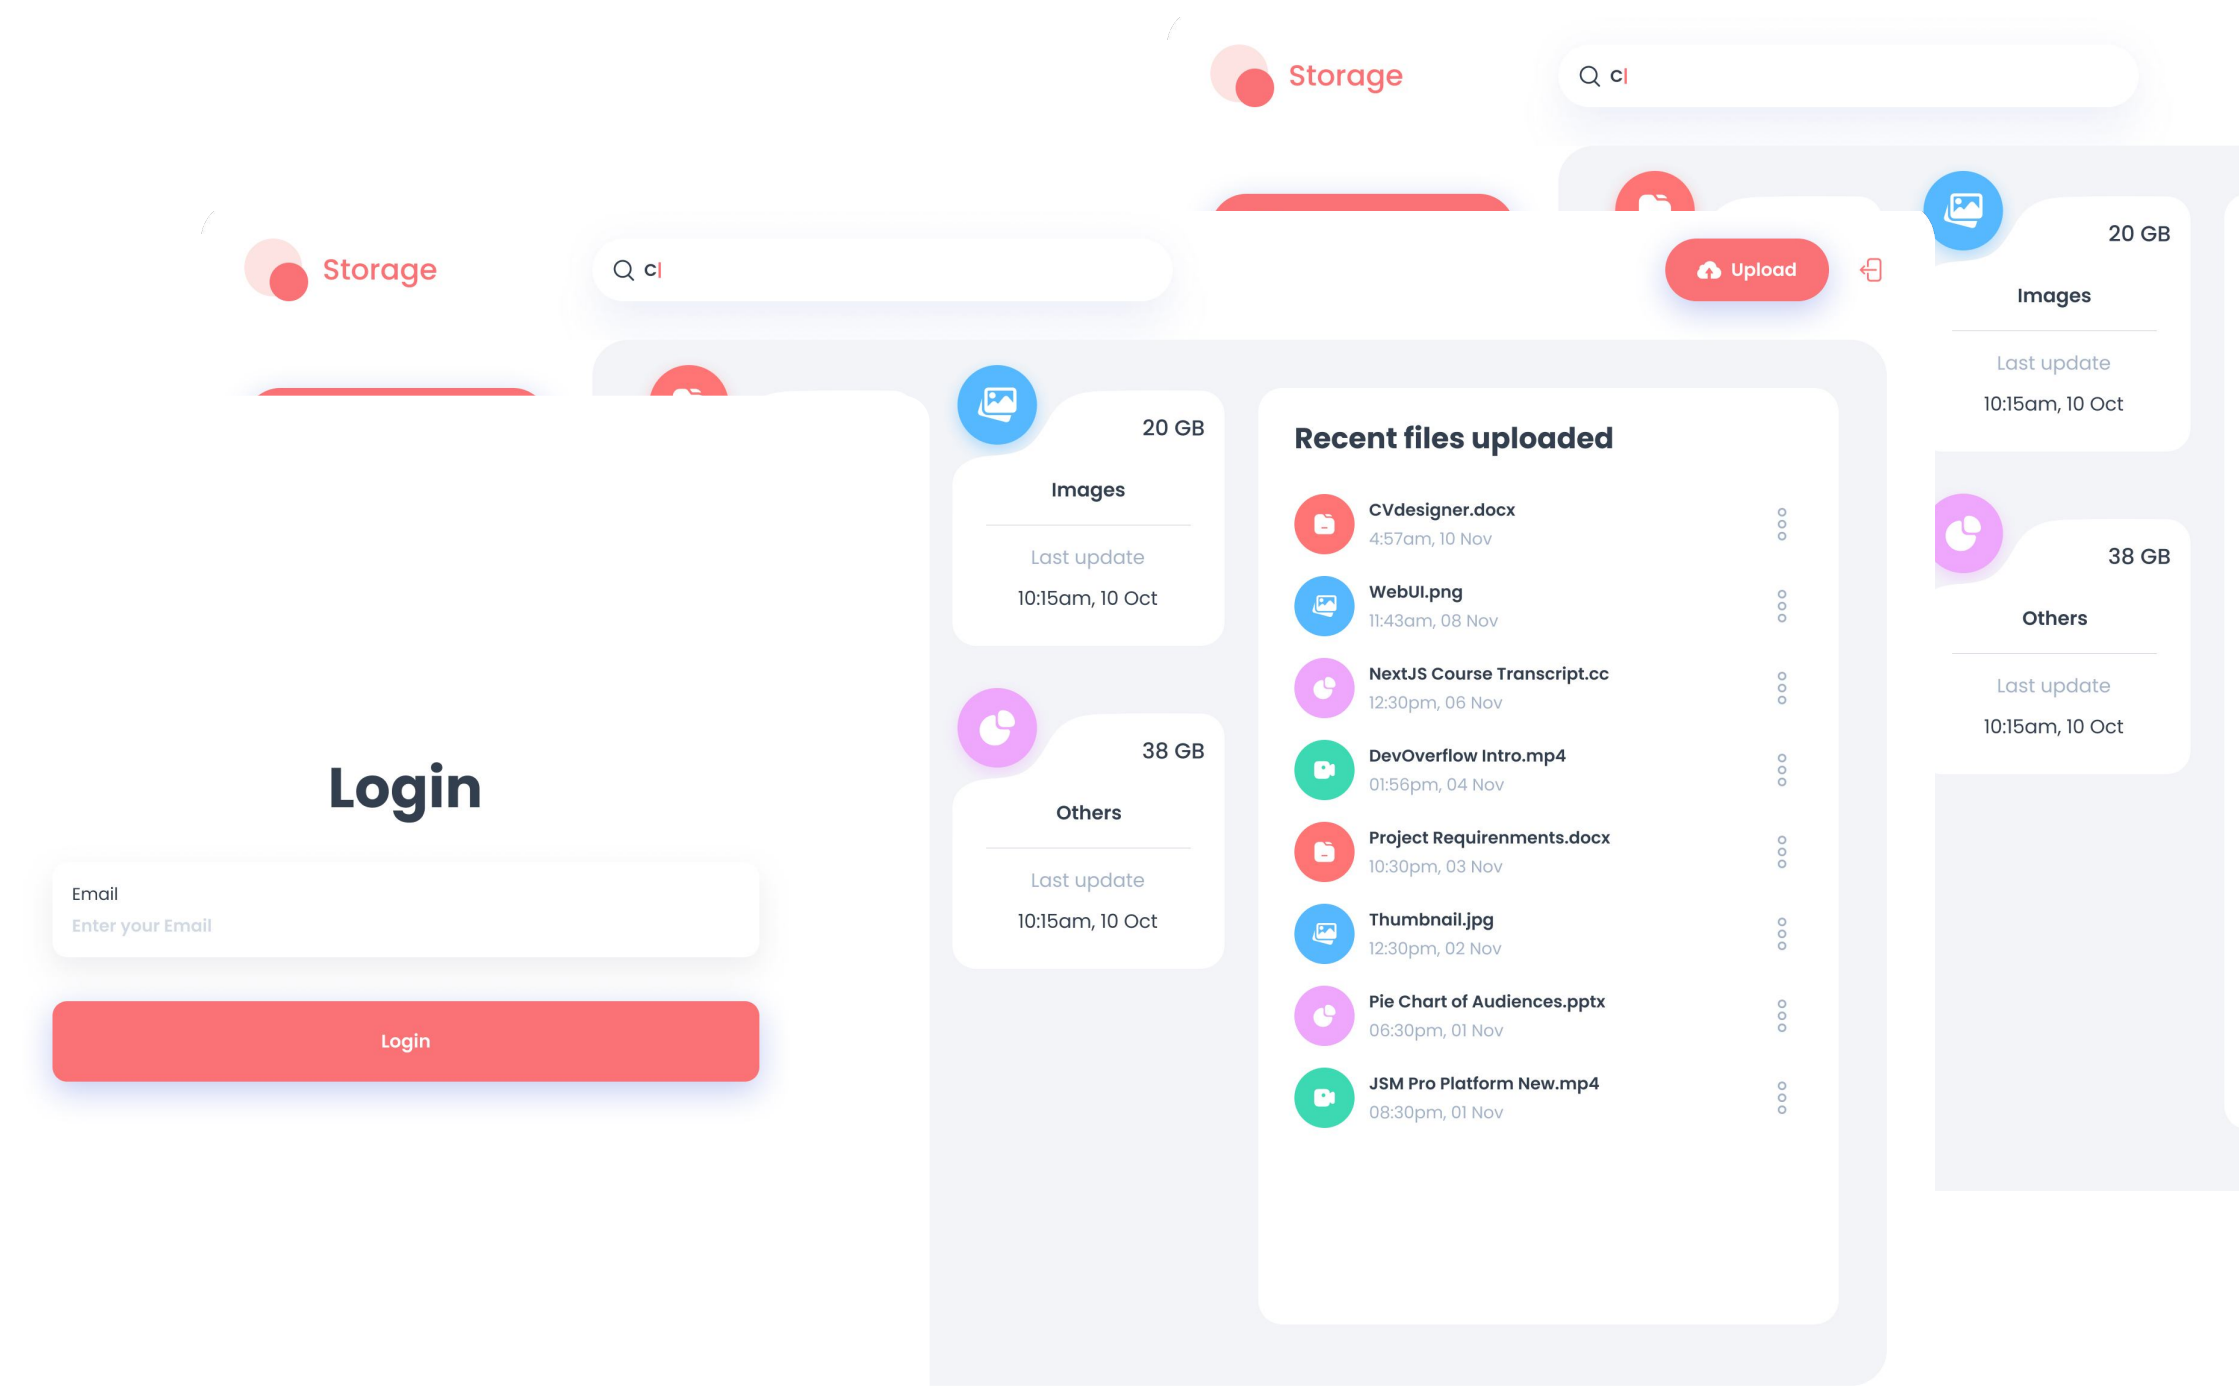 Storage
c
20 GB
Images
Last update
10:15am, 10 Oct
38 GB
Others
Last update
10:15am, 10 Oct
Storage
c
Upload
20 GB
Images
Last update
10:15am, 10 Oct
38 GB
Others
Last update
10:15am, 10 Oct
Recent files uploaded
CVdesigner.docx
4:57am, 10 Nov
WebUI.png
11:43am, 08 Nov
NextJS Course Transcript.cc
12:30pm, 06 Nov
DevOverflow Intro.mp4
01:56pm, 04 Nov
Project Requirenments.docx
10:30pm, 03 Nov
Thumbnail.jpg
12:30pm, 02 Nov
Pie Chart of Audiences.pptx
06:30pm, 01 Nov
JSM Pro Platform New.mp4
08:30pm, 01 Nov
Login
Email
Enter your Email
Login